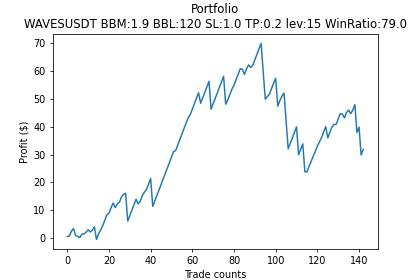 Portfolio
WAVESUSDT BBM:1.9 BBL:120 SL:1.0 TP:0.2 lev:15 WinRatio:79.0
70
60
50
40
30
20
10
0
Profit ($)
0 20 40 60 80 100 120 140
Trade counts